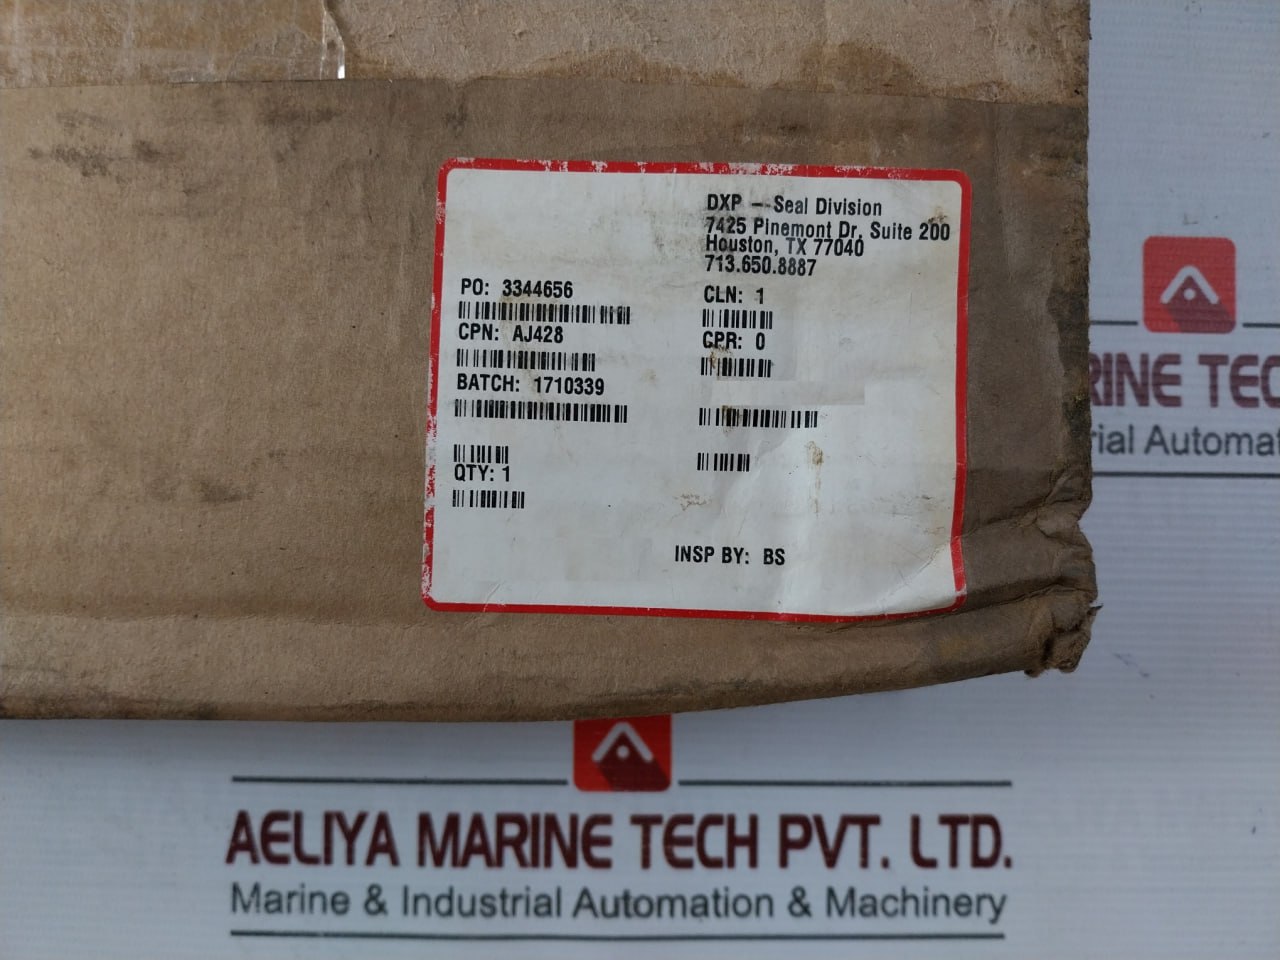 DXP -- Seal Division
7425 Pinemont Dr, Suite 200
Houston, TX 77040
713.650.8887
PO: 3344656
CLN: 1
CPN: AJ428
CPR: 0
BATCH: 1710339
QTY: 1
INSP BY: BS
RINE TEC
rial Automat
AELIYA MARINE TECH PVT. LTD.
Marine & Industrial Automation & Machinery